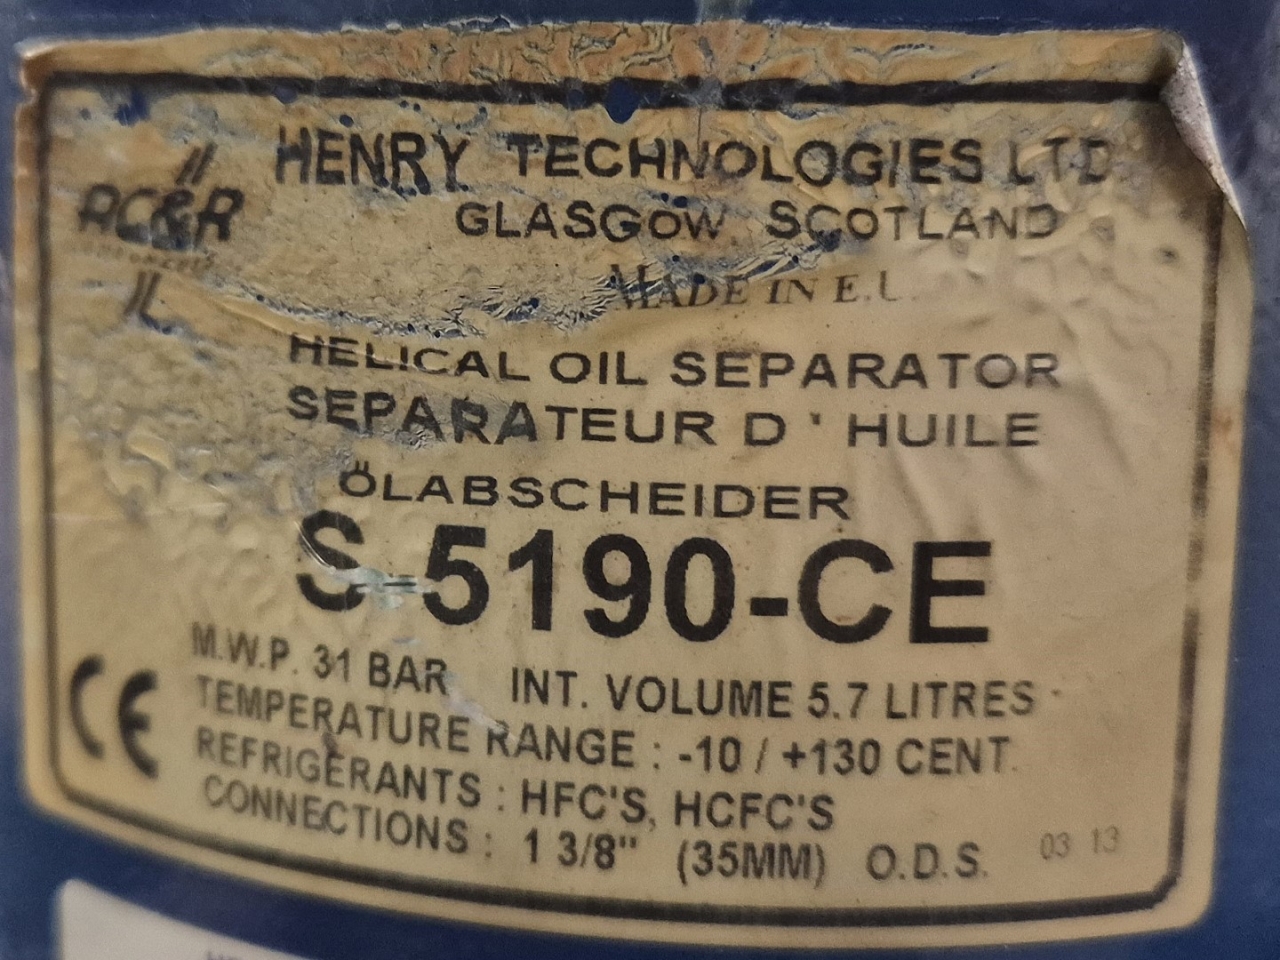 HENRY TECHNOLOGIES LTD
GLASGOW, SCOTLAND
AC&R
MADE IN E.U.
HELICAL OIL SEPARATOR
SEPARATEUR D ' HUILE
ÖLABSCHEIDER
S-5190-CE
M.W.P. 31 BAR INT. VOLUME 5.7 LITRES
TEMPERATURE RANGE : -10 / +130 CENT.
REFRIGERANTS : HFC'S, HCFC'S
CONNECTIONS : 1 3/8" (35MM) O.D.S.
03 13
CE